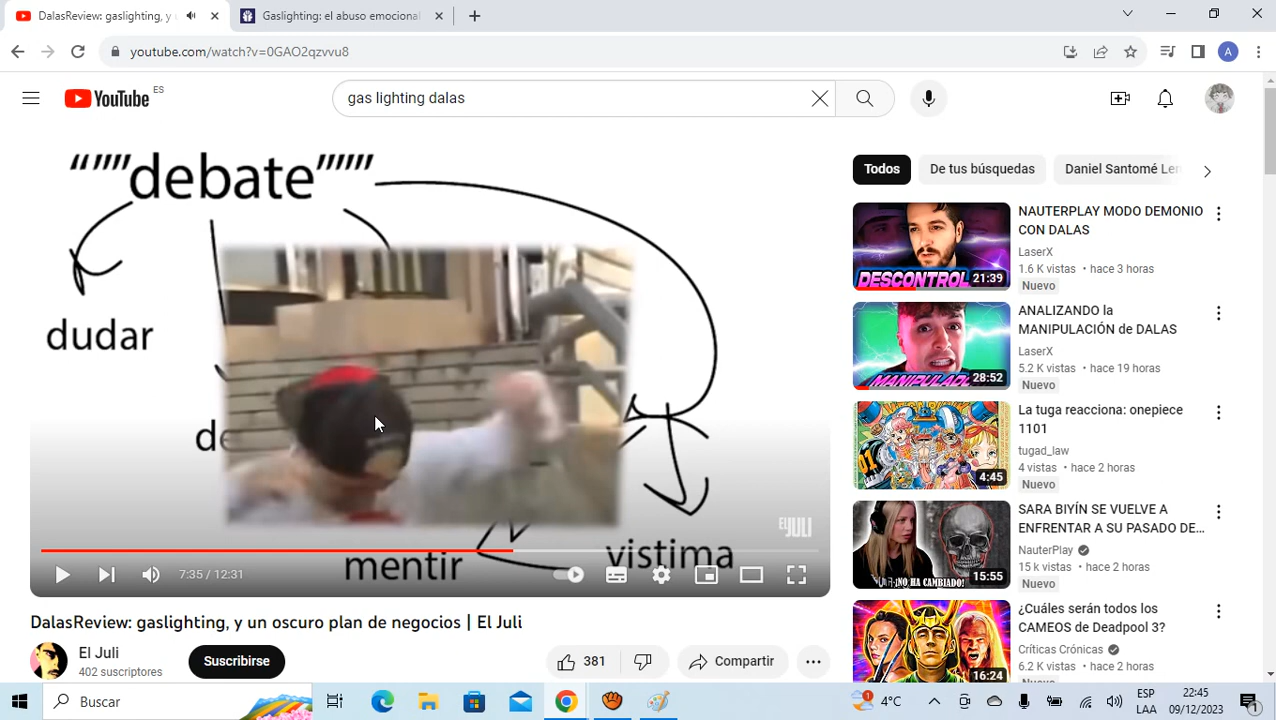 DalasReview: gaslighting, y u
Gaslighting: el abuso emocional
youtube.com/watch?v=0GAO2qzvvu8
A
YouTube ES
gas lighting dalas
"""debate"""
dudar
mentir
vistima
EL JULI
7:35 / 12:31
DalasReview: gaslighting, y un oscuro plan de negocios | El Juli
El Juli
402 suscriptores
Suscribirse
381
Compartir
Todos
De tus búsquedas
Daniel Santomé Len
DESCONTROL
21:39
NAUTERPLAY MODO DEMONIO
CON DALAS
LaserX
1.6 K vistas • hace 3 horas
Nuevo
MANIPULADO
28:52
ANALIZANDO la
MANIPULACIÓN de DALAS
LaserX
5.2 K vistas • hace 19 horas
Nuevo
4:45
La tuga reacciona: onepiece
1101
tugad_law
4 vistas • hace 2 horas
Nuevo
¡NO HA CAMBIADO!
15:55
SARA BIYÍN SE VUELVE A
ENFRENTAR A SU PASADO DE...
NauterPlay
15 k vistas • hace 2 horas
Nuevo
16:24
¿Cuáles serán todos los
CAMEOS de Deadpool 3?
Críticas Crónicas
6.2 K vistas • hace 2 horas
Buscar
4°C
ESP
LAA
22:45
09/12/2023
1